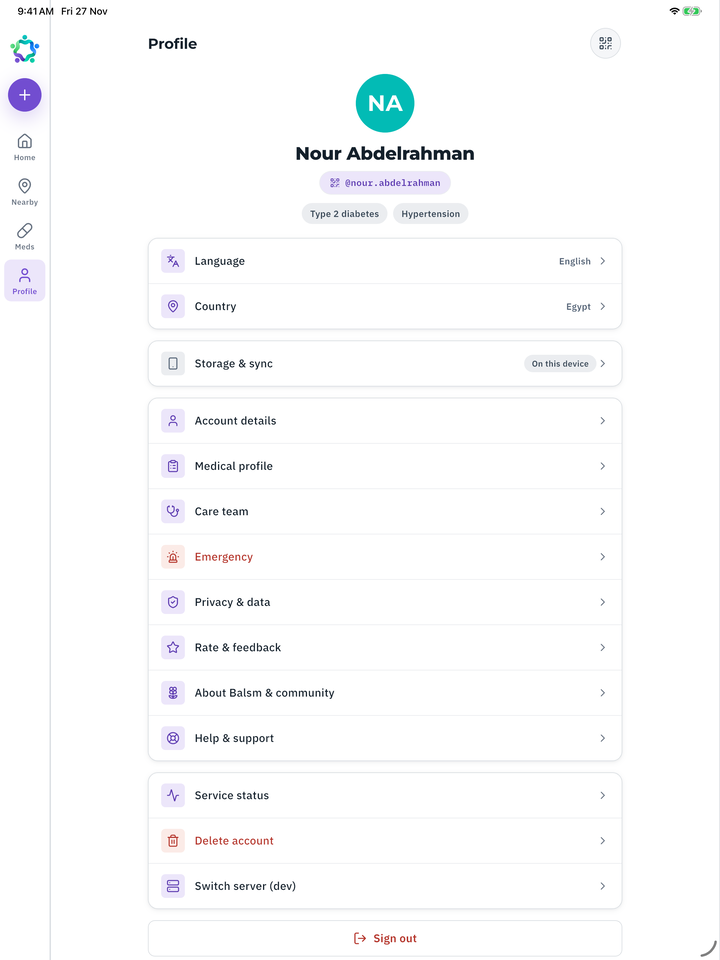 9:41 AM Fri 27 Nov
Profile
NA
Nour Abdelrahman
@nour.abdelrahman
Type 2 diabetes Hypertension
Home
Nearby
Meds
Profile
Language English
Country Egypt
Storage & sync On this device
Account details
Medical profile
Care team
Emergency
Privacy & data
Rate & feedback
About Balsm & community
Help & support
Service status
Delete account
Switch server (dev)
Sign out